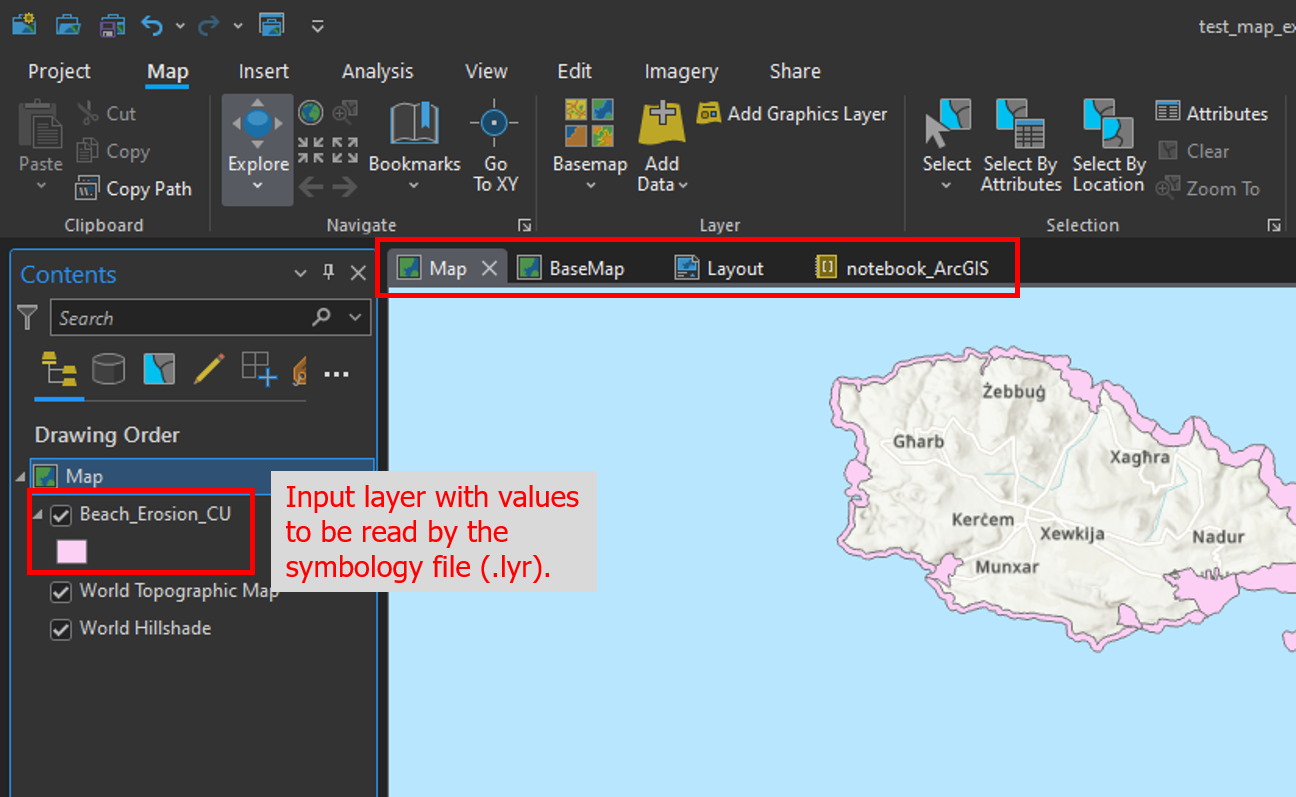 test_map_ex
Project
Map
Insert
Analysis
View
Edit
Imagery
Share
Paste
Cut
Copy
Copy Path
Clipboard
Explore
Bookmarks
Go
To XY
Navigate
Basemap
Add
Data
Add Graphics Layer
Layer
Select
Select By
Attributes
Select By
Location
Attributes
Clear
Zoom To
Selection
Contents
Search
Drawing Order
Map
Beach_Erosion_CU
World Topographic Map
World Hillshade
Input layer with values
to be read by the
symbology file (.lyr).
Map
BaseMap
Layout
notebook_ArcGIS
Żebbuġ
Għarb
Xagħra
Kerċem
Xewkija
Nadur
Munxar